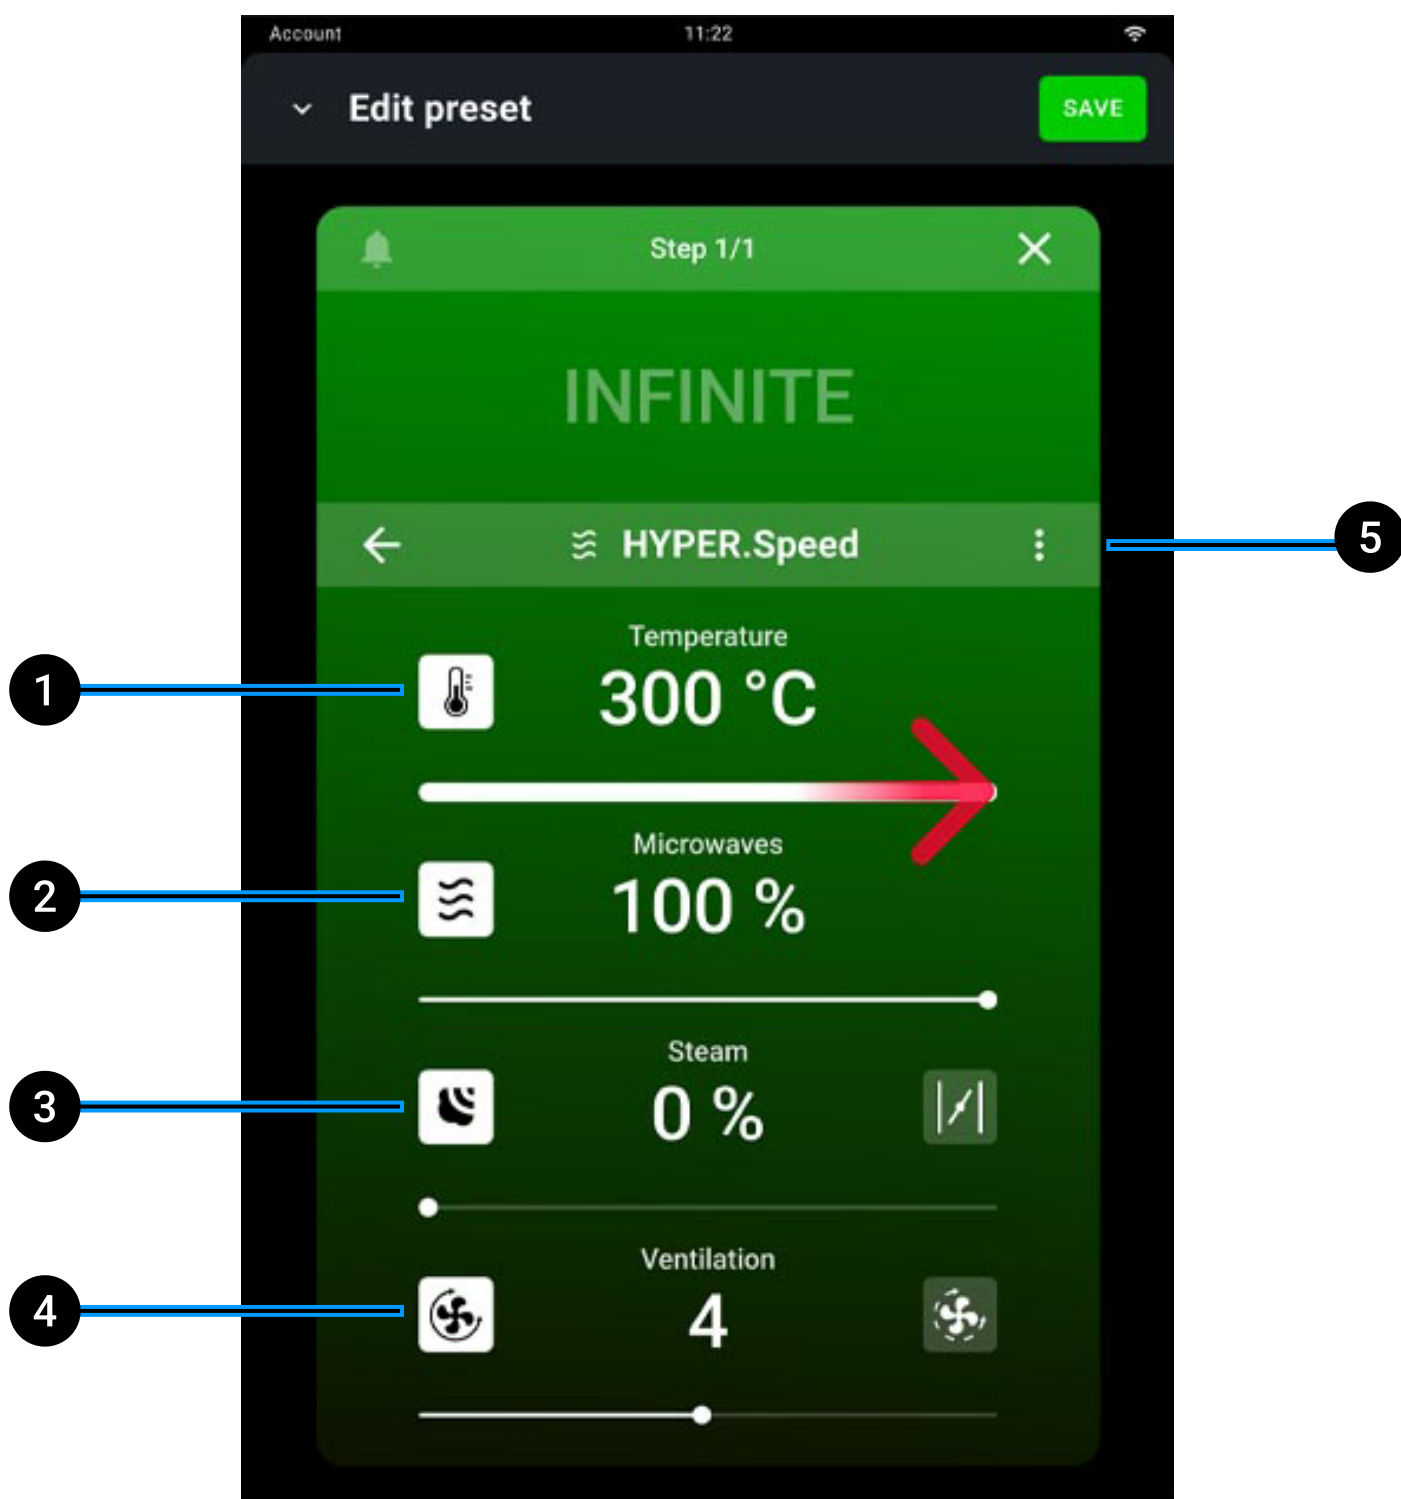 Account 11:22
Edit preset SAVE
Step 1/1
INFINITE
HYPER.Speed
5
Temperature
1 300 °C
Microwaves
2 100 %
Steam
3 0 %
Ventilation
4 4